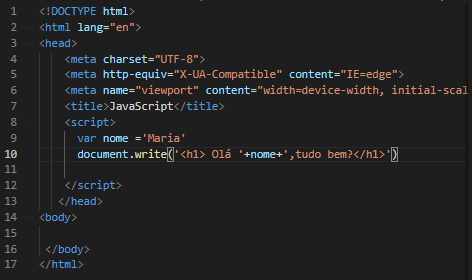 1 <!DOCTYPE html>
2 <html lang="en">
3 <head>
4 <meta charset="UTF-8">
5 <meta http-equiv="X-UA-Compatible" content="IE=edge">
6 <meta name="viewport" content="width=device-width, initial-scal
7 <title>JavaScript</title>
8 <script>
9 var nome ='Maria'
10 document.write('<h1> Olá '+nome+',tudo bem?</h1>')
11
12 </script>
13 </head>
14 <body>
15
16 </body>
17 </html>